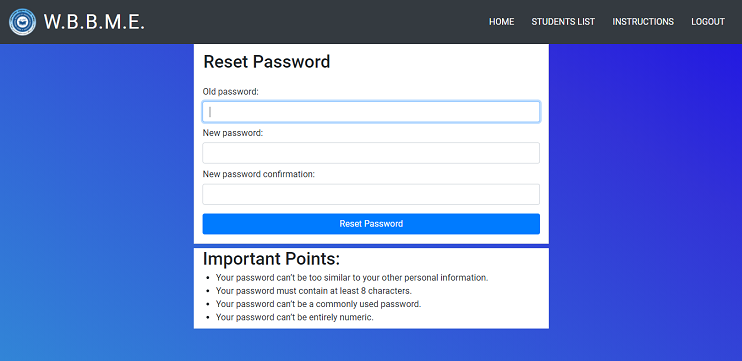 W.B.B.M.E.
HOME STUDENTS LIST INSTRUCTIONS LOGOUT
Reset Password
Old password:
New password:
New password confirmation:
Reset Password
Important Points:
Your password can't be too similar to your other personal information.
Your password must contain at least 8 characters.
Your password can't be a commonly used password.
Your password can't be entirely numeric.